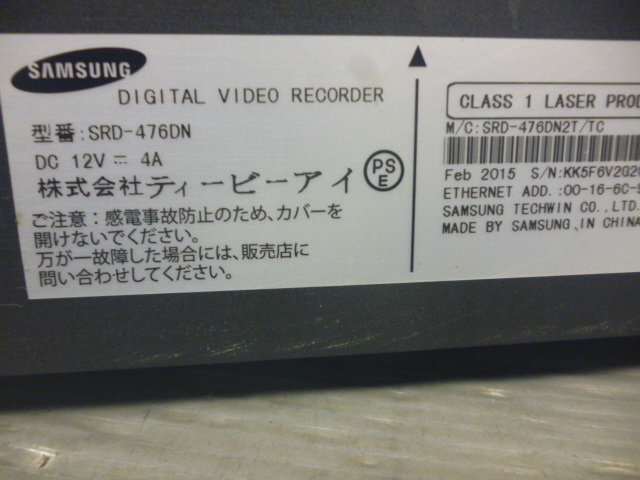 SAMSUNG
DIGITAL VIDEO RECORDER
型番:SRD-476DN
DC 12V ⎓ 4A
株式会社ティービーアイ
PSE
ご注意:感電事故防止のため、カバーを
開けないでください。
万が一故障した場合には、販売店に
問い合わせしてください。
CLASS 1 LASER
M/C:SRD-476DN2T/TC
Feb 2015 S/N:KK5F6V2G2
ETHERNET ADD.:00-16-6C-
SAMSUNG TECHWIN CO.,LTD.
MADE BY SAMSUNG,IN CHINA